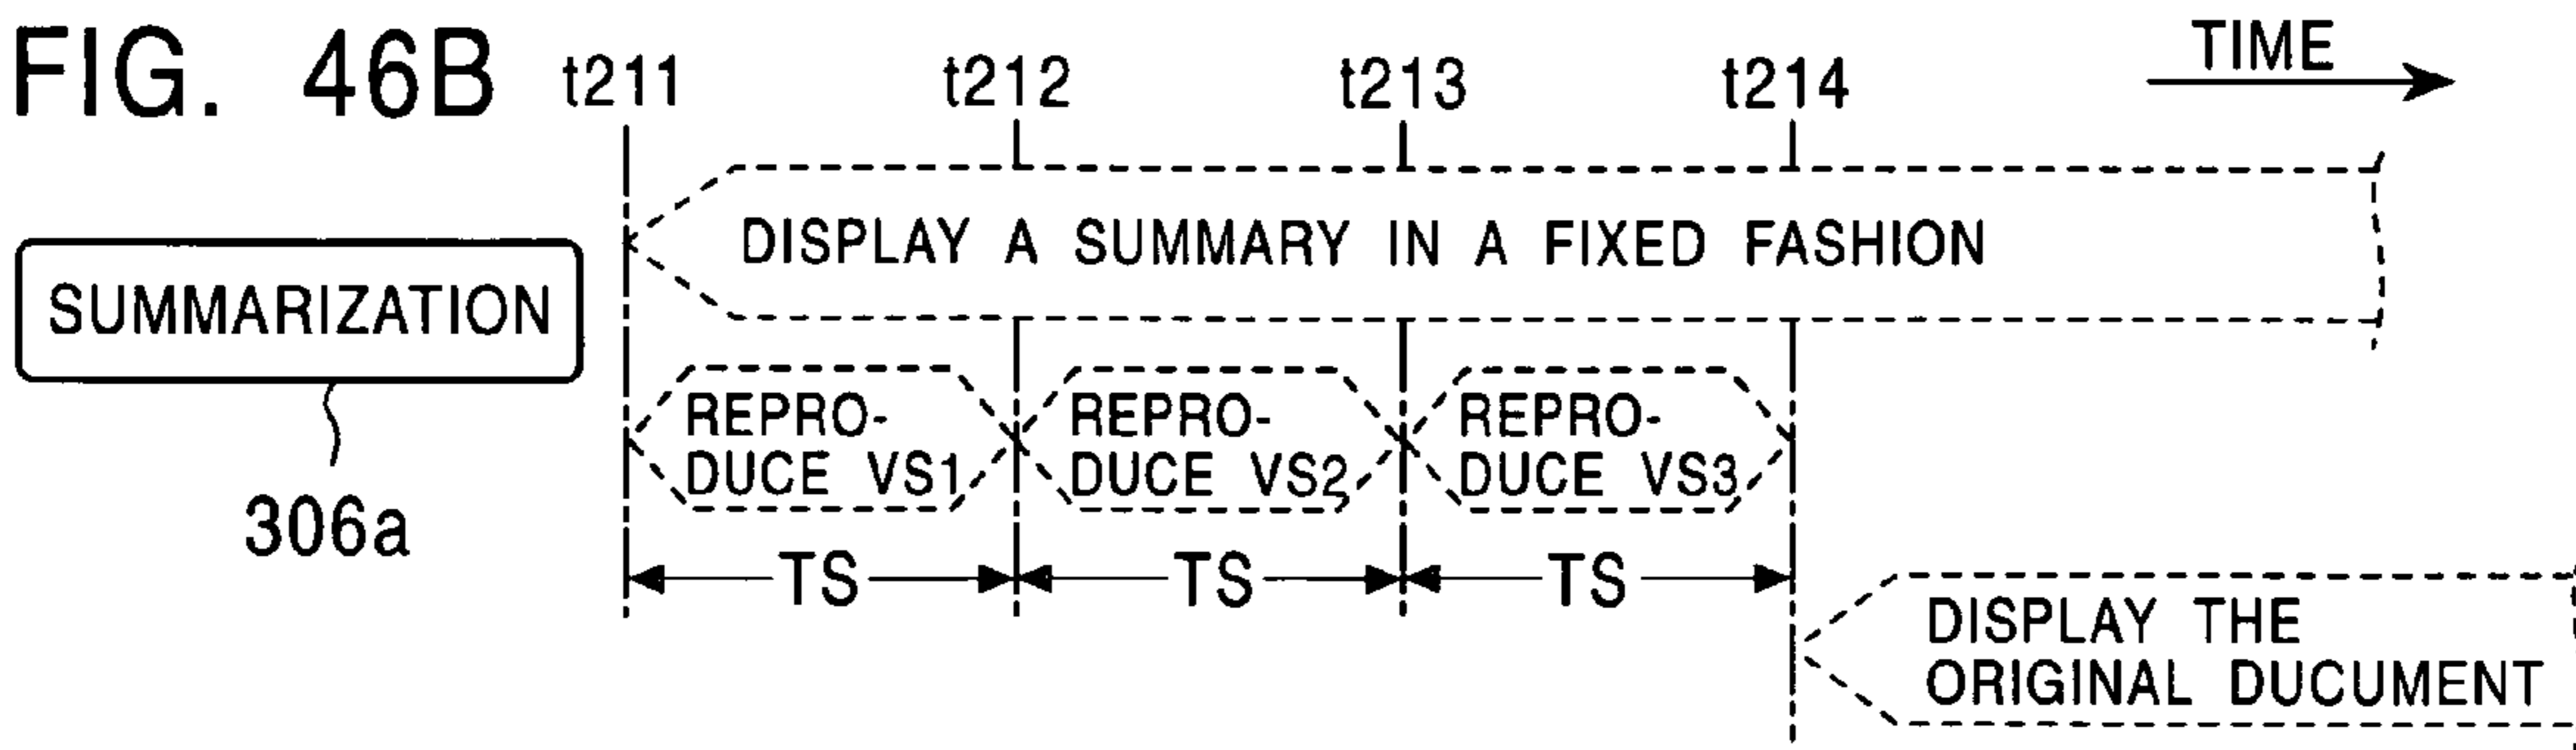 FIG. 46B
t211
t212
t213
t214
TIME
DISPLAY A SUMMARY IN A FIXED FASHION
SUMMARIZATION
306a
REPRO-
DUCE VS1
REPRO-
DUCE VS2
REPRO-
DUCE VS3
TS
TS
TS
DISPLAY THE
ORIGINAL DUCUMENT